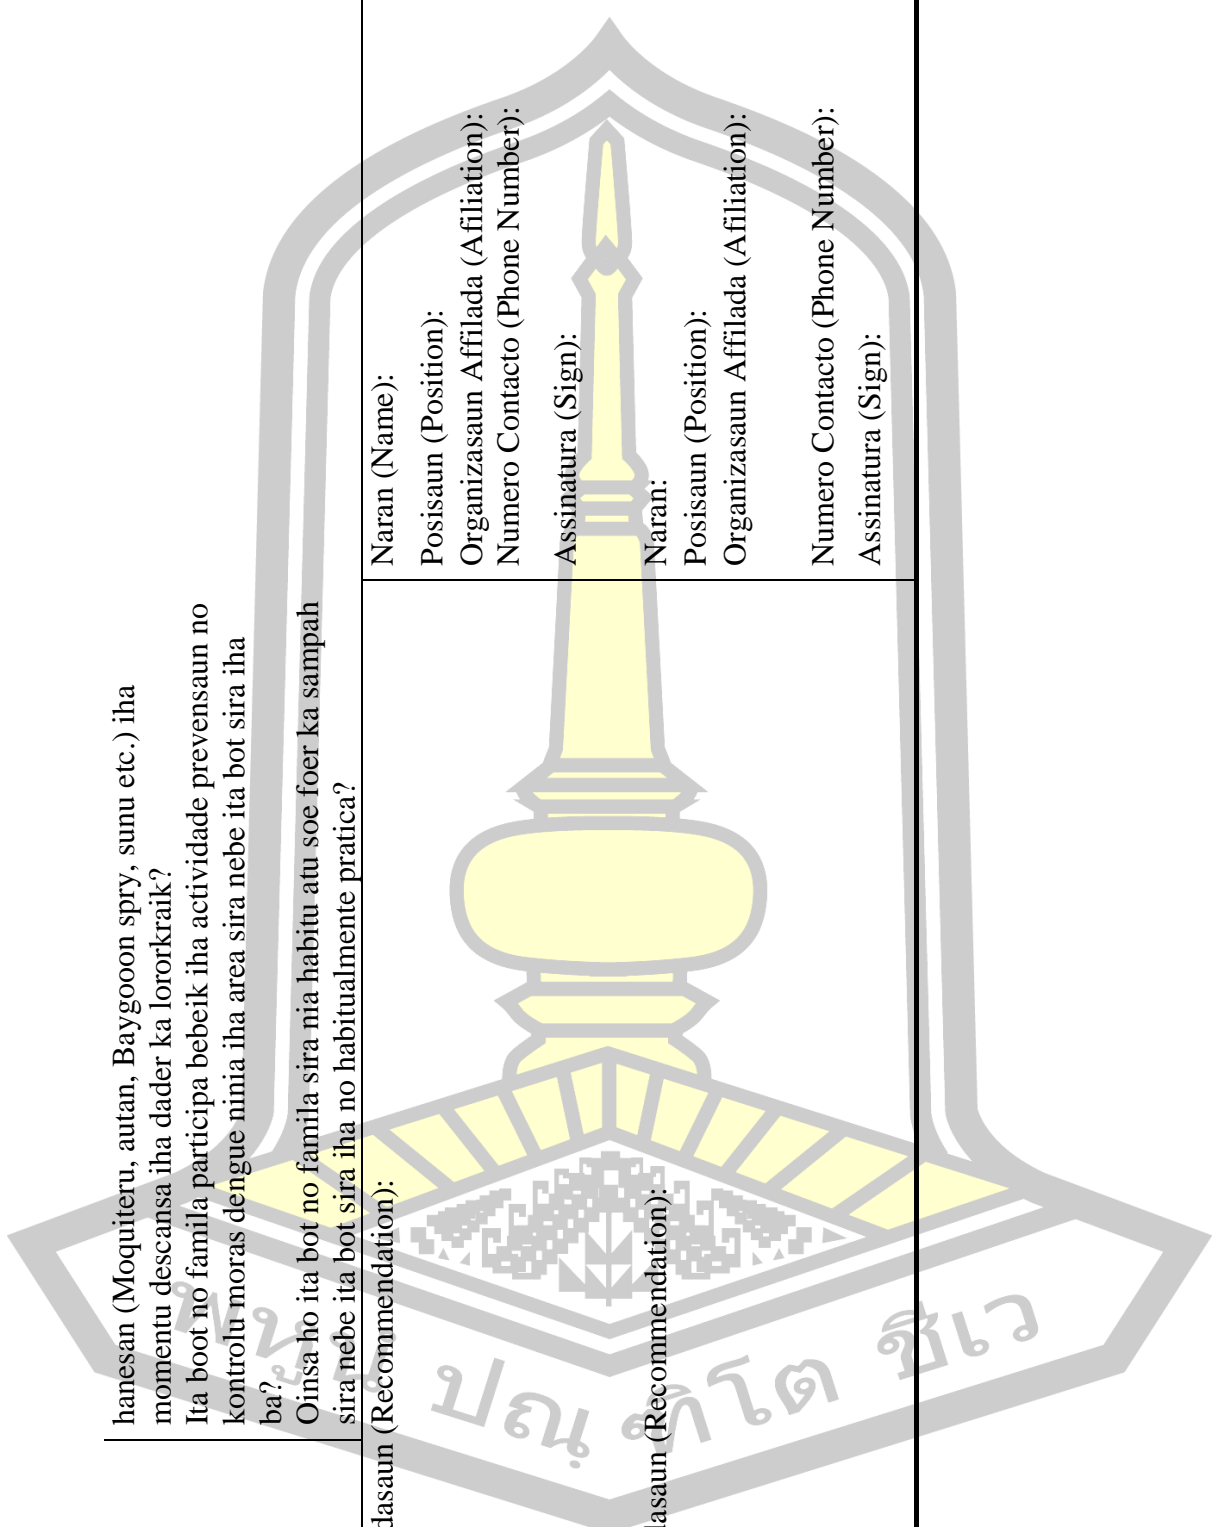 hanesan (Moquiteru, autan, Baygooon spry, sunu etc.) iha
momentu descansa iha dader ka lororkraik?
Ita boot no famila participa bebeik iha actividade prevensaun no
kontrolu moras dengue ninia iha area sira nebe ita bot sira iha
ba?
Oinsa ho ita bot no famila sira nia habitu atu soe foer ka sampah
sira nebe ita bot sira iha no habitualmente pratica?
dasaun (Recommendation):
Naran (Name):
Posisaun (Position):
Organizasaun Affilada (Afiliation):
Numero Contacto (Phone Number):
Assinatura (Sign):
dasaun (Recommendation):
Naran:
Posisaun (Position):
Organizasaun Affilada (Afiliation):
Numero Contacto (Phone Number):
Assinatura (Sign):
พหูนํ ปณฺฑิโต ชีเว